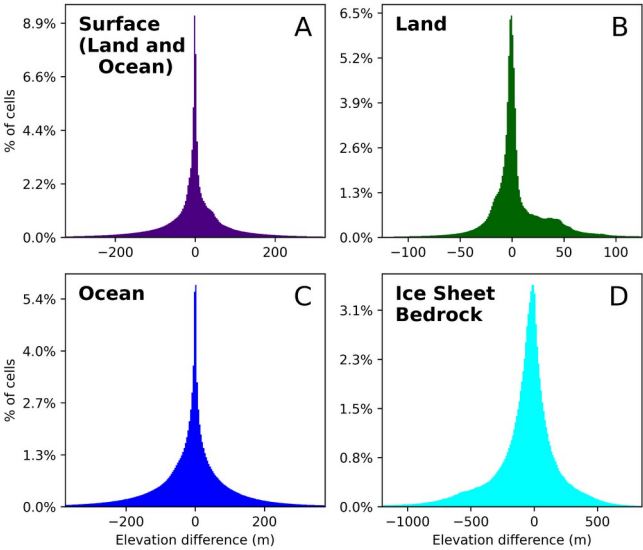 Surface
(Land and
Ocean)
A
8.9%
6.6%
4.4%
2.2%
0.0%
% of cells
−200
0
200
Land
B
6.5%
5.2%
3.9%
2.6%
1.3%
0.0%
−100
−50
0
50
100
Ocean
C
5.4%
4.0%
2.7%
1.3%
0.0%
% of cells
−200
0
200
Elevation difference (m)
Ice Sheet
Bedrock
D
3.1%
2.3%
1.5%
0.8%
0.0%
−1000
−500
0
500
Elevation difference (m)